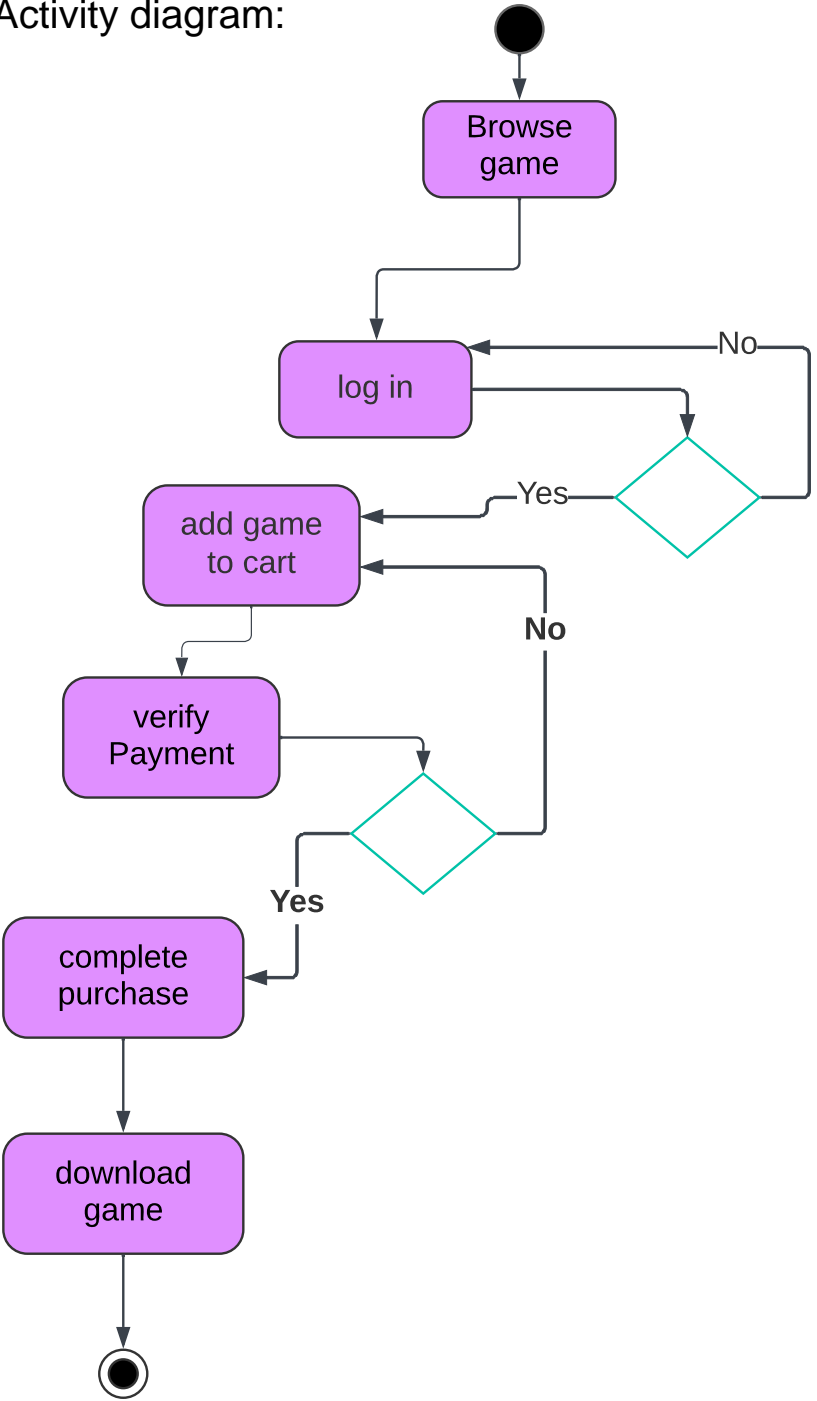 Activity diagram:
Browse
game
No
log in
Yes
add game
to cart
No
verify
Payment
Yes
complete
purchase
download
game